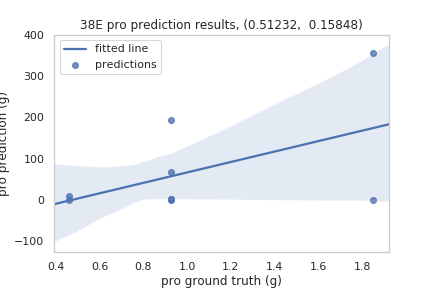 38E pro prediction results, (0.51232,  0.15848)
400
300
200
100
0
−100
fitted line
predictions
pro prediction (g)
0.4 0.6 0.8 1.0 1.2 1.4 1.6 1.8
pro ground truth (g)